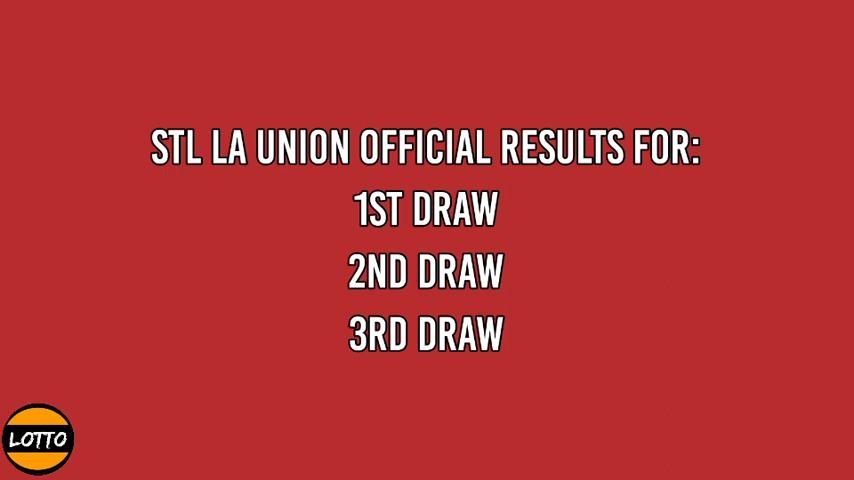 STL LA UNION OFFICIAL RESULTS FOR:
1ST DRAW
2ND DRAW
3RD DRAW
LOTTO